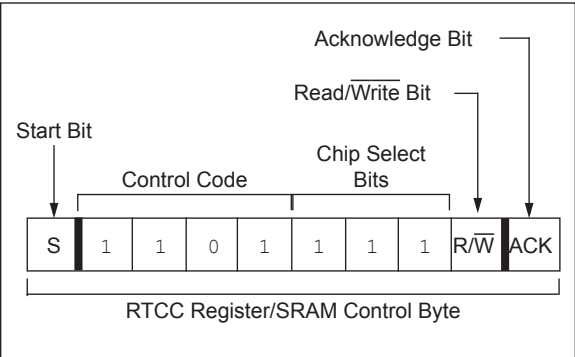 Acknowledge Bit
Read/Write Bit
Start Bit
Chip Select
Control Code Bits
S 1 1 0 1 1 1 1 R/W ACK
RTCC Register/SRAM Control Byte